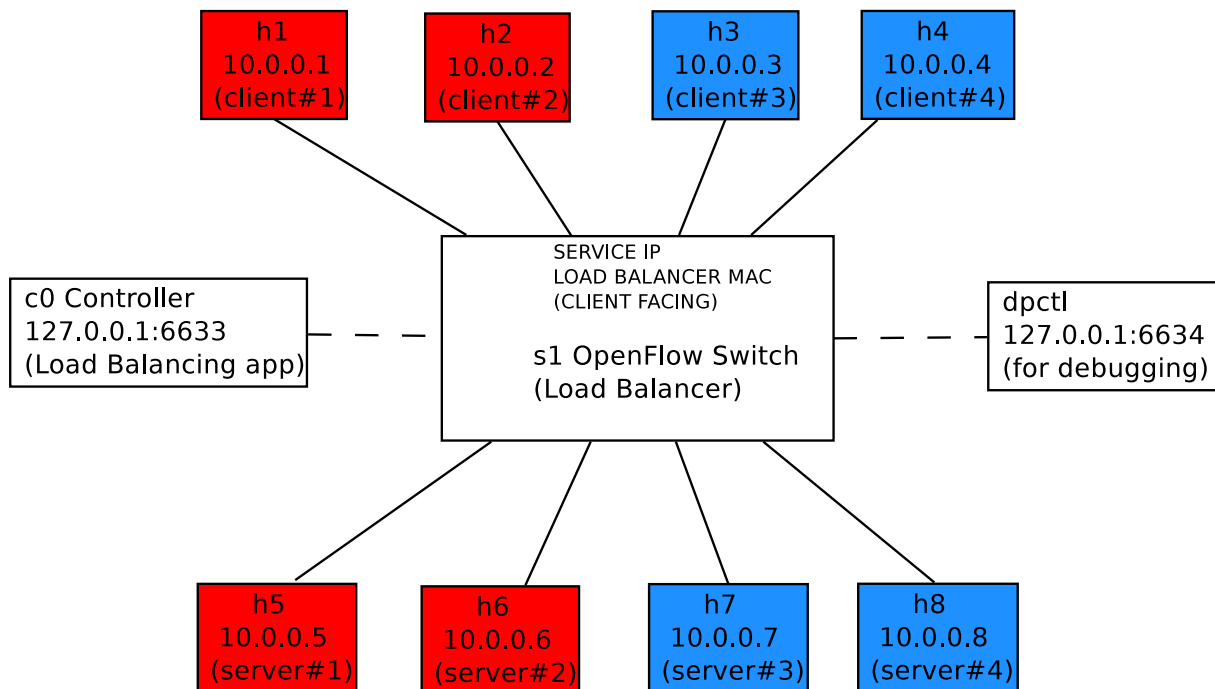 h1
10.0.0.1
(client#1)
h2
10.0.0.2
(client#2)
h3
10.0.0.3
(client#3)
h4
10.0.0.4
(client#4)
SERVICE IP
LOAD BALANCER MAC
(CLIENT FACING)
s1 OpenFlow Switch
(Load Balancer)
c0 Controller
127.0.0.1:6633
(Load Balancing app)
dpctl
127.0.0.1:6634
(for debugging)
h5
10.0.0.5
(server#1)
h6
10.0.0.6
(server#2)
h7
10.0.0.7
(server#3)
h8
10.0.0.8
(server#4)